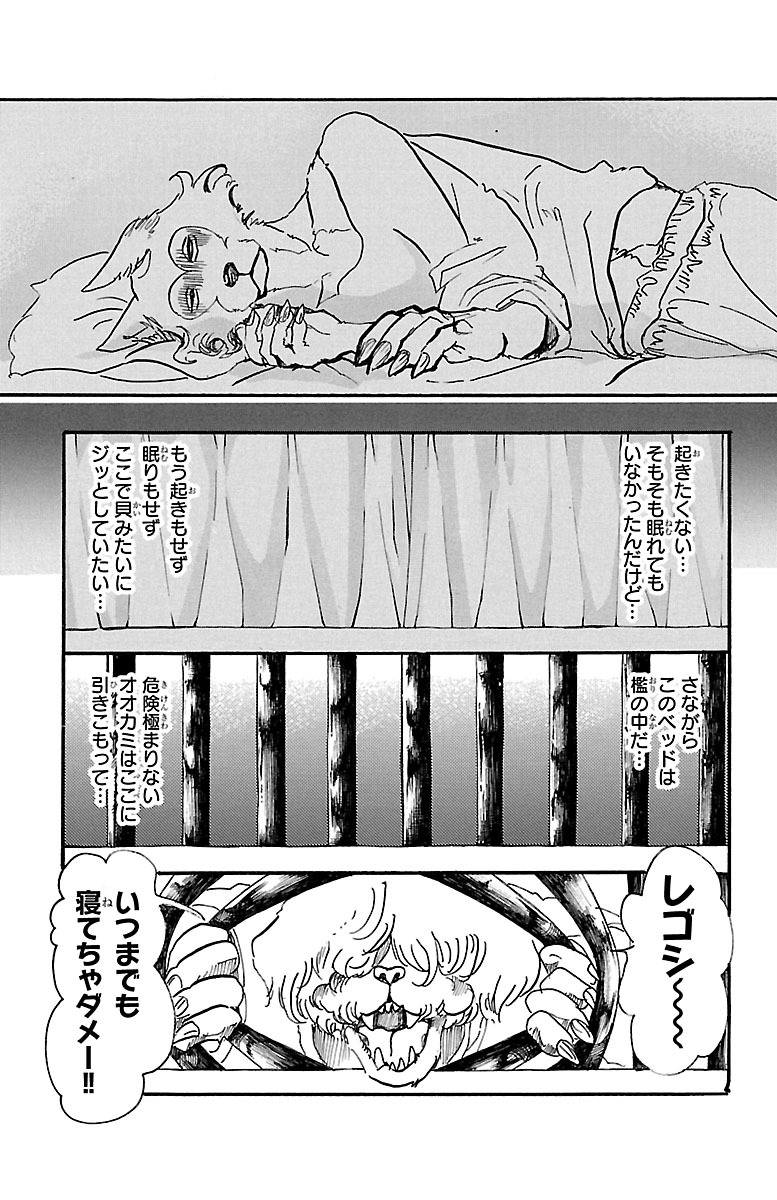 起きたくない…
そもそも眠れても
いなかったんだけど…
もう起きもせず
眠りもせず
ここで貝みたいに
ジッとしていたい…
さながら
このベッドは
檻の中だ…
危険極まりない
オオカミはここに
引きこもって…
レゴシ〜〜〜
いつまでも
寝てちゃダメー!!